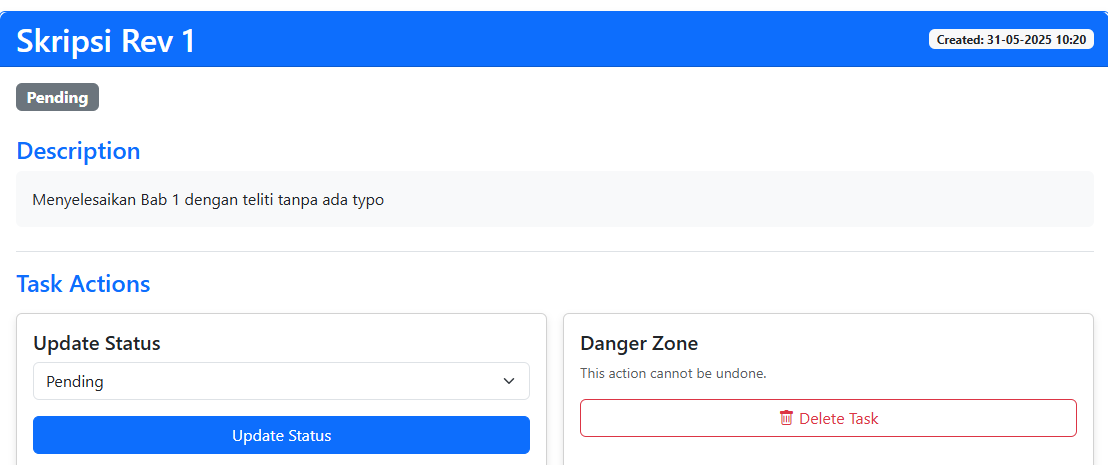 Skripsi Rev 1
Created: 31-05-2025 10:20
Pending
Description
Menyelesaikan Bab 1 dengan teliti tanpa ada typo
Task Actions
Update Status
Pending
Update Status
Danger Zone
This action cannot be undone.
Delete Task